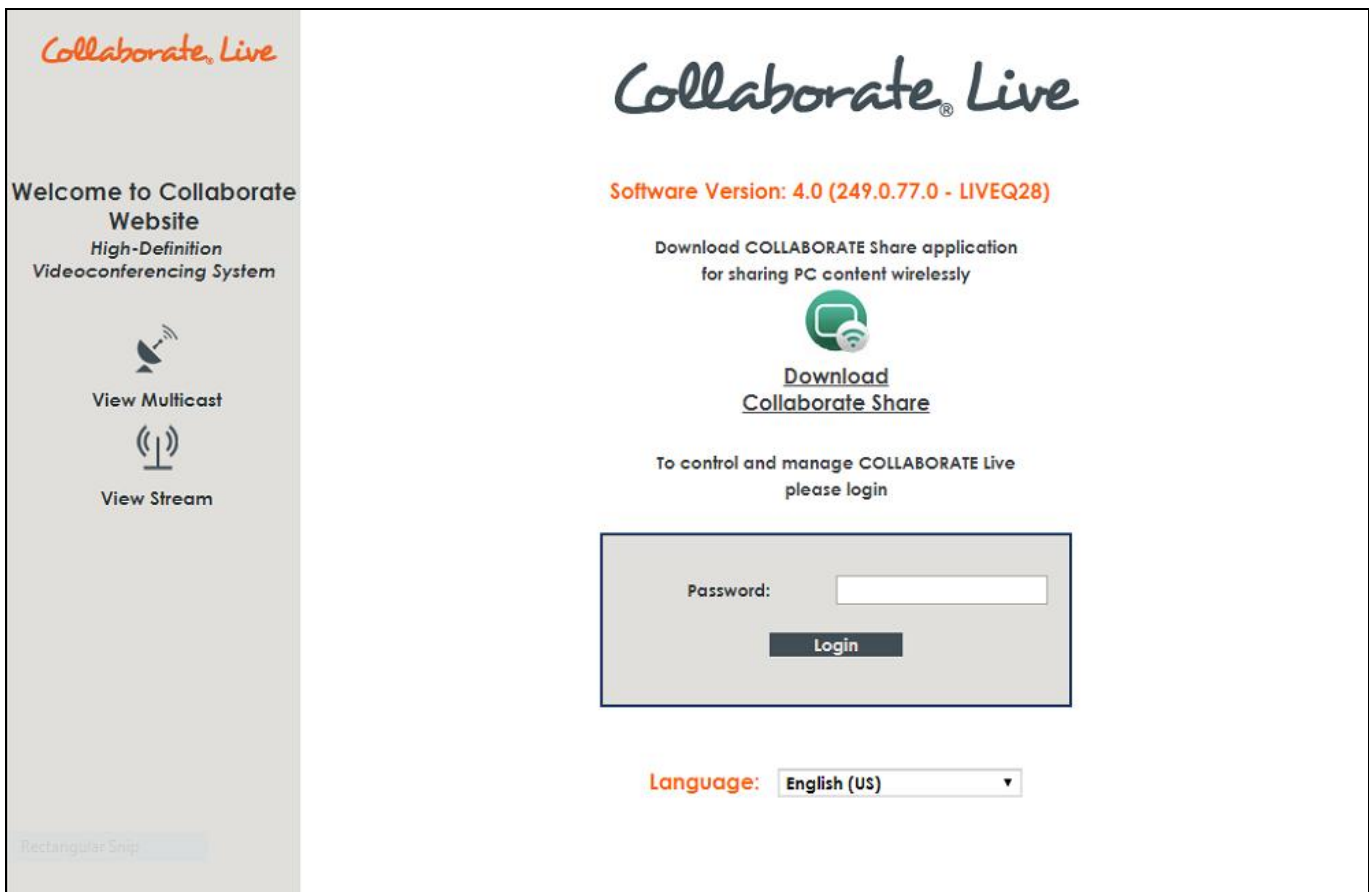 Collaborate® Live
Welcome to Collaborate
Website
High-Definition
Videoconferencing System
View Multicast
View Stream
Rectangular Snip
Collaborate® Live
Software Version: 4.0 (249.0.77.0 - LIVEQ28)
Download COLLABORATE Share application
for sharing PC content wirelessly
Download
Collaborate Share
To control and manage COLLABORATE Live
please login
Password:
Login
Language: English (US)